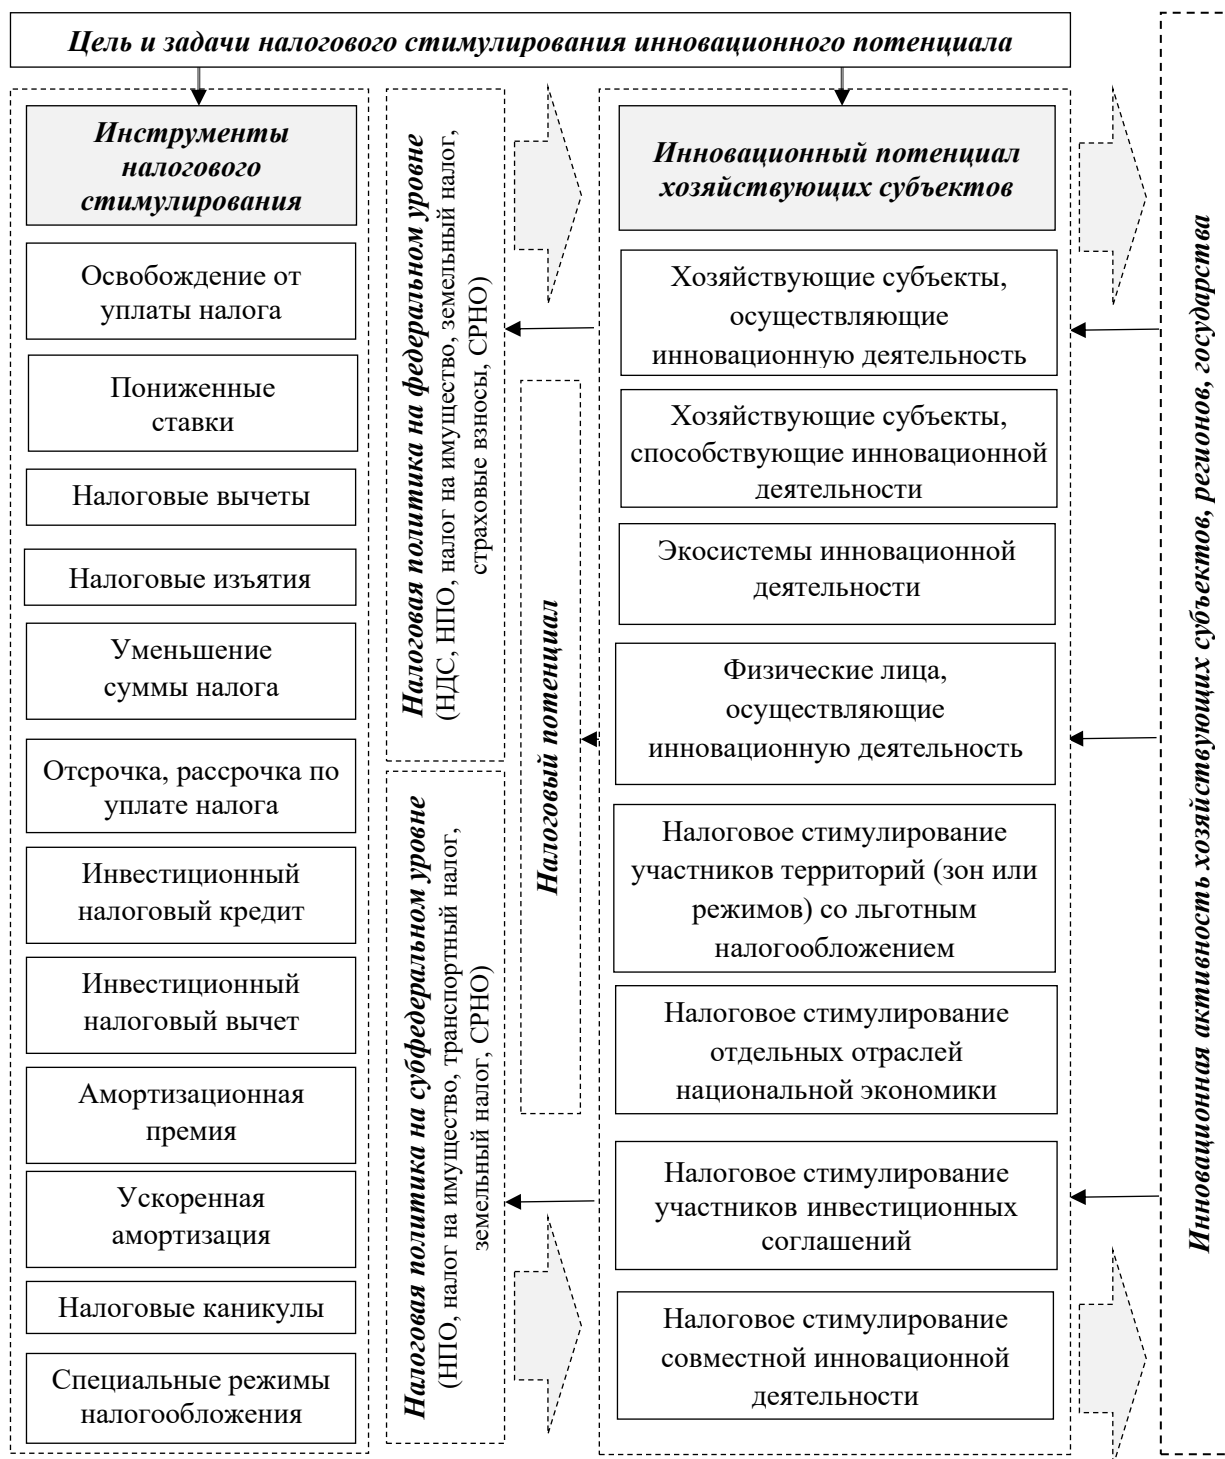 Цель и задачи налогового стимулирования инновационного потенциала
Инструменты
налогового
стимулирования
Освобождение от
уплаты налога
Пониженные
ставки
Налоговые вычеты
Налоговые изъятия
Уменьшение
суммы налога
Отсрочка, рассрочка по
уплате налога
Инвестиционный
налоговый кредит
Инвестиционный
налоговый вычет
Амортизационная
премия
Ускоренная
амортизация
Налоговые каникулы
Специальные режимы
налогообложения
Налоговая политика на федеральном уровне
(НДС, НПО, налог на имущество, земельный налог,
страховые взносы, СРНО)
Налоговая политика на субфедеральном уровне
(НПО, налог на имущество, транспортный налог,
земельный налог, СРНО)
Налоговый потенциал
Инновационный потенциал
хозяйствующих субъектов
Хозяйствующие субъекты,
осуществляющие
инновационную деятельность
Хозяйствующие субъекты,
способствующие инновационной
деятельности
Экосистемы инновационной
деятельности
Физические лица,
осуществляющие
инновационную деятельность
Налоговое стимулирование
участников территорий (зон или
режимов) со льготным
налогообложением
Налоговое стимулирование
отдельных отраслей
национальной экономики
Налоговое стимулирование
участников инвестиционных
соглашений
Налоговое стимулирование
совместной инновационной
деятельности
Инновационная активность хозяйствующих субъектов, регионов, государства